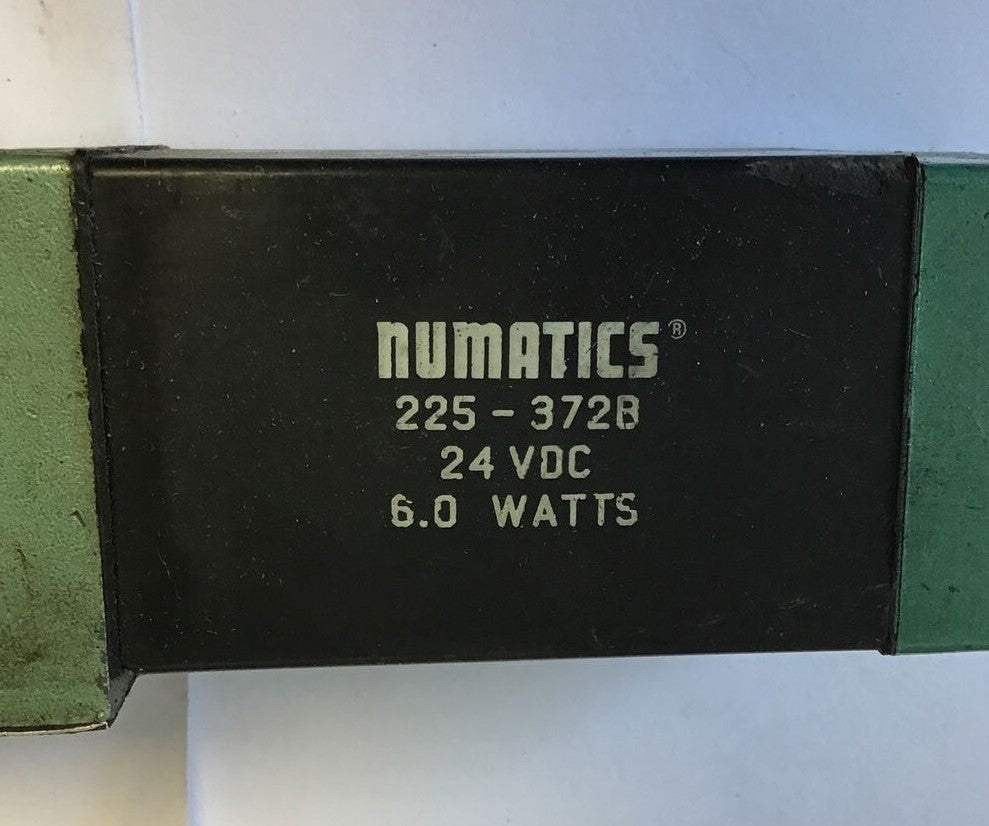 NUMATICS®
225-372B
24 VDC
6.0 WATTS